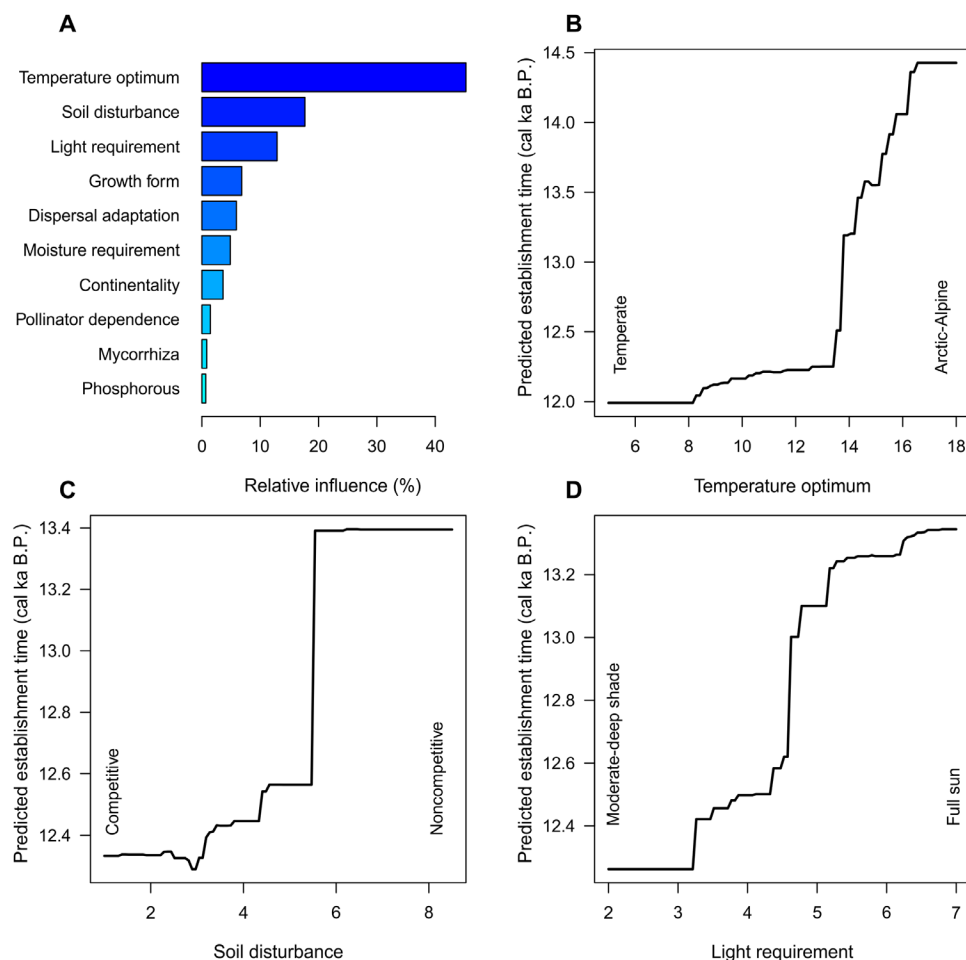 A
Temperature optimum
Soil disturbance
Light requirement
Growth form
Dispersal adaptation
Moisture requirement
Continentality
Pollinator dependence
Mycorrhiza
Phosphorous
0 10 20 30 40
Relative influence (%)
B
Predicted establishment time (cal ka B.P.)
14.5
14.0
13.5
13.0
12.5
12.0
Temperate
Arctic-Alpine
6 8 10 12 14 16 18
Temperature optimum
C
Predicted establishment time (cal ka B.P.)
13.4
13.2
13.0
12.8
12.6
12.4
Competitive
Noncompetitive
2 4 6 8
Soil disturbance
D
Predicted establishment time (cal ka B.P.)
13.2
13.0
12.8
12.6
12.4
Moderate-deep shade
Full sun
2 3 4 5 6 7
Light requirement